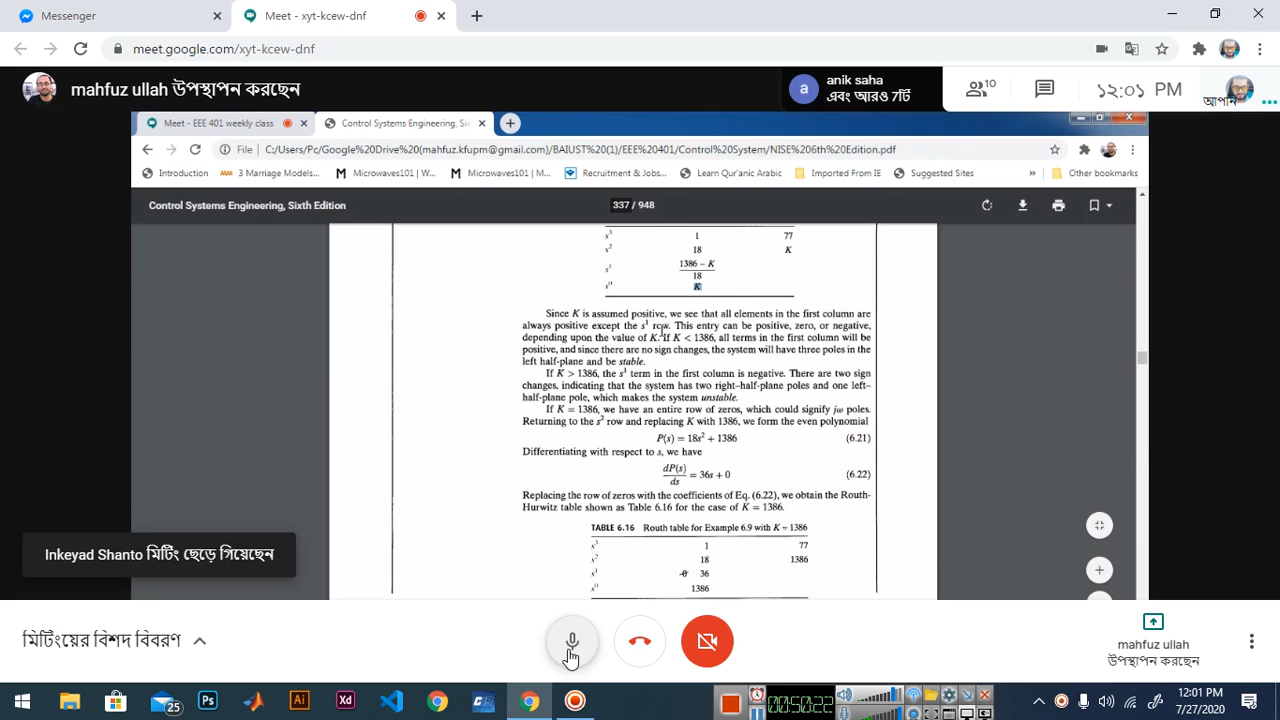 Messenger
Meet - xyt-kcew-dnf
meet.google.com/xyt-kcew-dnf
mahfuz ullah উপস্থাপন করছেন
anik saha
এবং আরও 7টি
10
১২:০১ PM
আপনি
Meet - EEE 401 weekly class
Control Systems Engineering, Six
File
C:/Users/Pc/Google%20Drive%20(mahfuz.kfupm@gmail.com)/BAIUST%20(1)/EEE%20401/Control%20System/NISE%206th%20Edition.pdf
Introduction
3 Marriage Models...
Microwaves101 | W...
Microwaves101 | M...
Recruitment & Jobs...
Learn Qur'anic Arabic
Imported From IE
Suggested Sites
»
Other bookmarks
Control Systems Engineering, Sixth Edition
337 / 948
s³ 1 77
s² 18 K
s¹ 1386 − K
18
s⁰ K
Since K is assumed positive, we see that all elements in the first column are
always positive except the s¹ row. This entry can be positive, zero, or negative,
depending upon the value of K. If K < 1386, all terms in the first column will be
positive, and since there are no sign changes, the system will have three poles in the
left half-plane and be stable.
If K > 1386, the s¹ term in the first column is negative. There are two sign
changes, indicating that the system has two right-half-plane poles and one left-
half-plane pole, which makes the system unstable.
If K = 1386, we have an entire row of zeros, which could signify jω poles.
Returning to the s² row and replacing K with 1386, we form the even polynomial
P(s) = 18s² + 1386 (6.21)
Differentiating with respect to s, we have
dP(s)
ds = 36s + 0 (6.22)
Replacing the row of zeros with the coefficients of Eq. (6.22), we obtain the Routh-
Hurwitz table shown as Table 6.16 for the case of K = 1386.
TABLE 6.16 Routh table for Example 6.9 with K = 1386
s³ 1 77
s² 18 1386
s¹ 0 36
s⁰ 1386
Inkeyad Shanto মিটিং ছেড়ে গিয়েছেন
মিটিংয়ের বিশদ বিবরণ
mahfuz ullah
উপস্থাপন করছেন
25
Ps
Ai
Xd
00:50:22
12:01 PM
7/27/2020